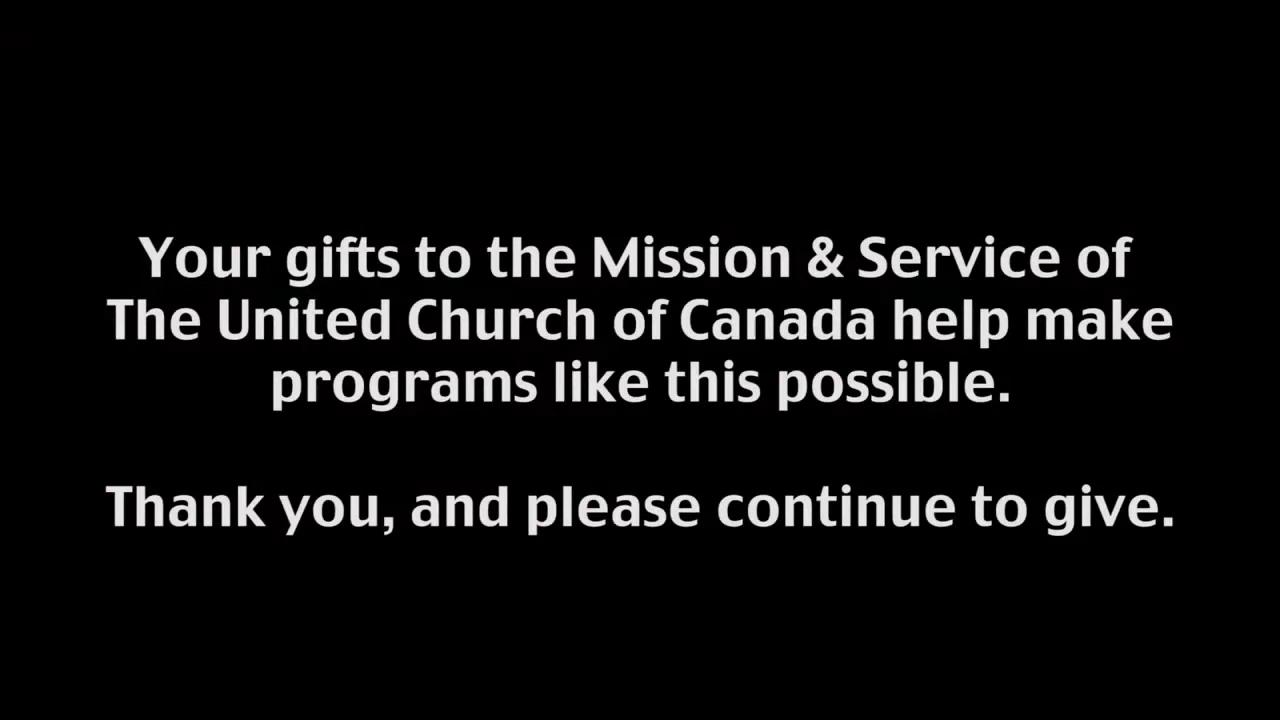 Your gifts to the Mission & Service of
The United Church of Canada help make
programs like this possible.
Thank you, and please continue to give.